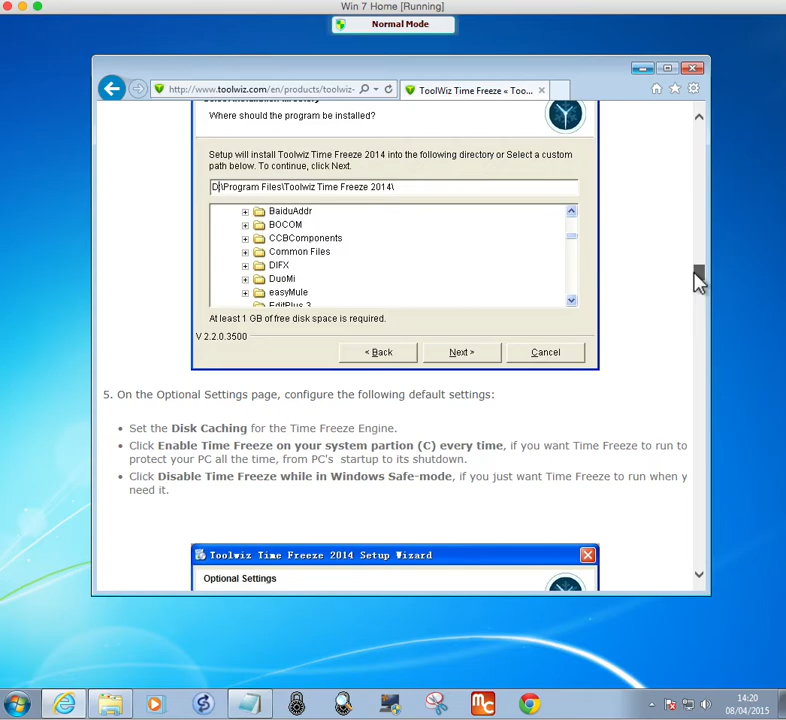 Win 7 Home [Running]
Normal Mode
http://www.toolwiz.com/en/products/toolwiz-
ToolWiz Time Freeze « Too...
Where should the program be installed?
Setup will install Toolwiz Time Freeze 2014 into the following directory or Select a custom
path below. To continue, click Next.
D:\Program Files\Toolwiz Time Freeze 2014\
BaiduAddr
BOCOM
CCBComponents
Common Files
DIFX
DuoMi
easyMule
EditPlus 3
At least 1 GB of free disk space is required.
V 2.2.0.3500
< Back
Next >
Cancel
5. On the Optional Settings page, configure the following default settings:
• Set the Disk Caching for the Time Freeze Engine.
• Click Enable Time Freeze on your system partion (C) every time, if you want Time Freeze to run to
protect your PC all the time, from PC's startup to its shutdown.
• Click Disable Time Freeze while in Windows Safe-mode, if you just want Time Freeze to run when y
need it.
Toolwiz Time Freeze 2014 Setup Wizard
Optional Settings
mc
14:20
08/04/2015